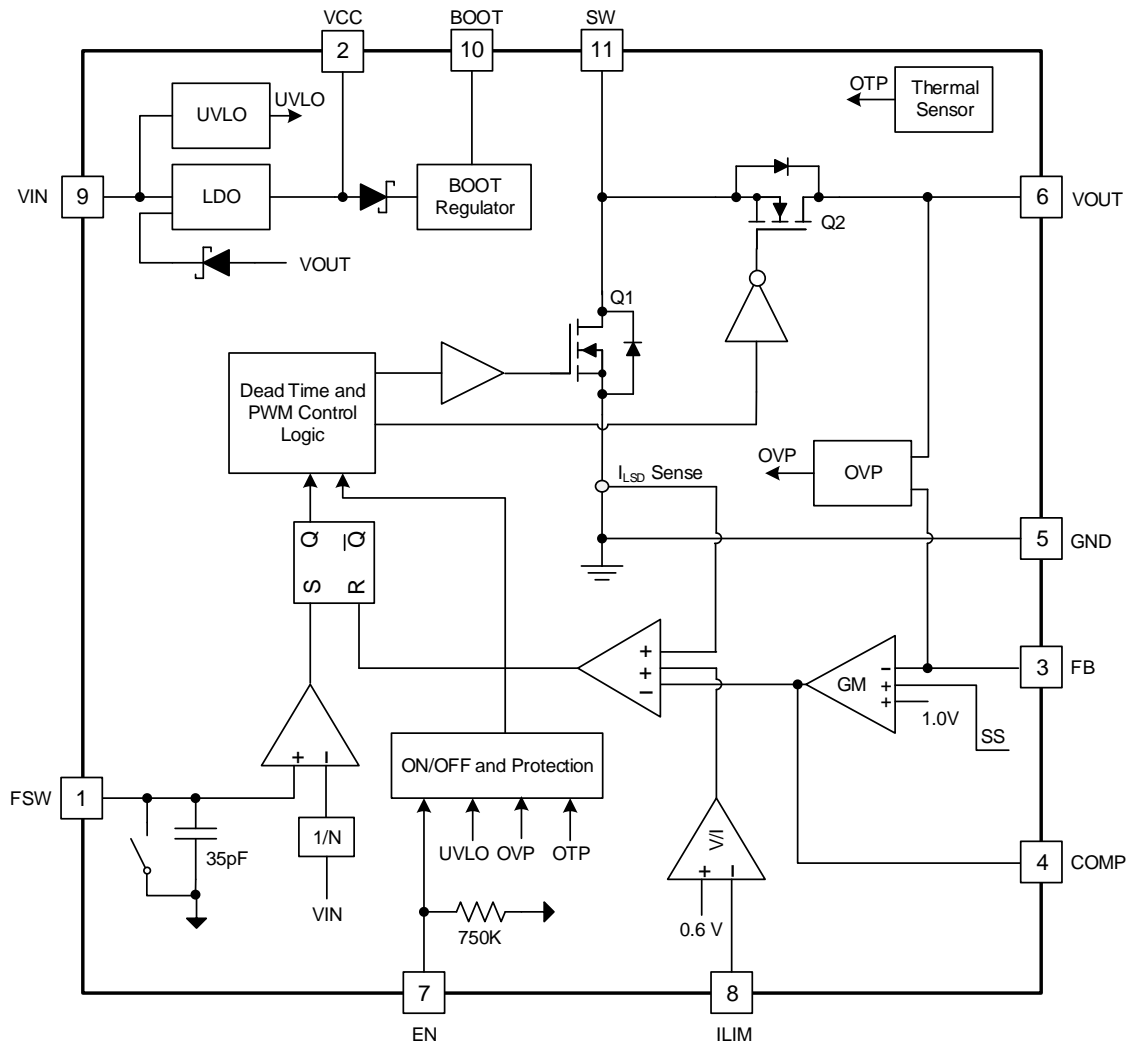 VCC
BOOT
SW
2
10
11
UVLO
UVLO
OTP
Thermal
Sensor
VIN
9
LDO
BOOT
Regulator
6
VOUT
Q2
VOUT
Q1
Dead Time and
PWM Control
Logic
OVP
OVP
ILSD Sense
Q
Q
S
R
5
GND
+
+
–
GM
–
+
+
1.0V
SS
3
FB
FSW
1
+
–
35pF
1/N
VIN
ON/OFF and Protection
UVLO
OVP
OTP
V/I
+
–
0.6 V
4
COMP
750K
7
EN
8
ILIM